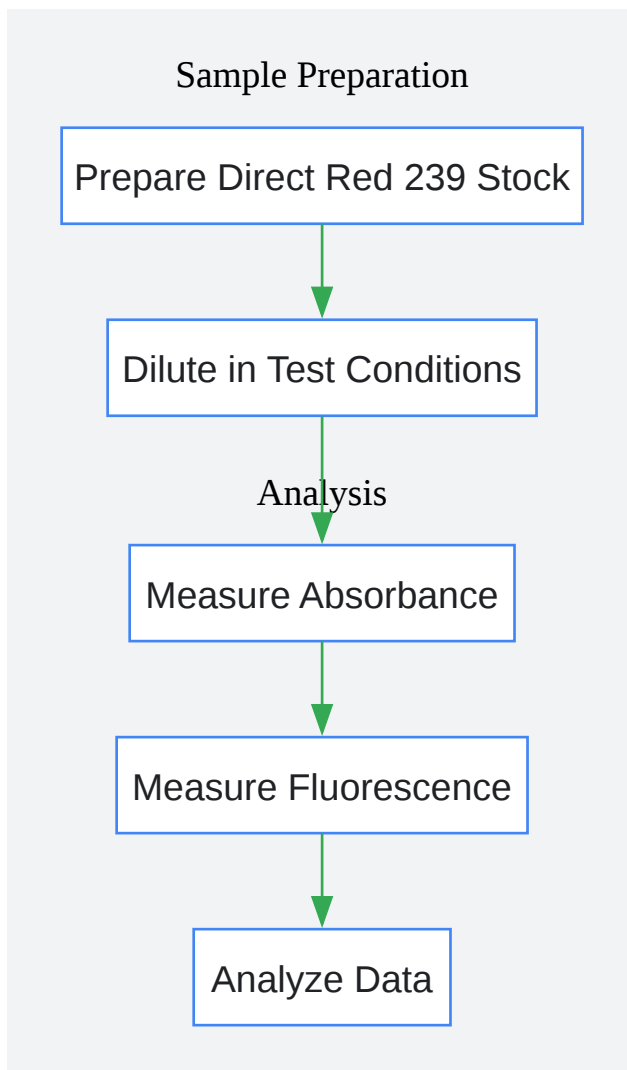 Sample Preparation
Prepare Direct Red 239 Stock
Dilute in Test Conditions
Analysis
Measure Absorbance
Measure Fluorescence
Analyze Data